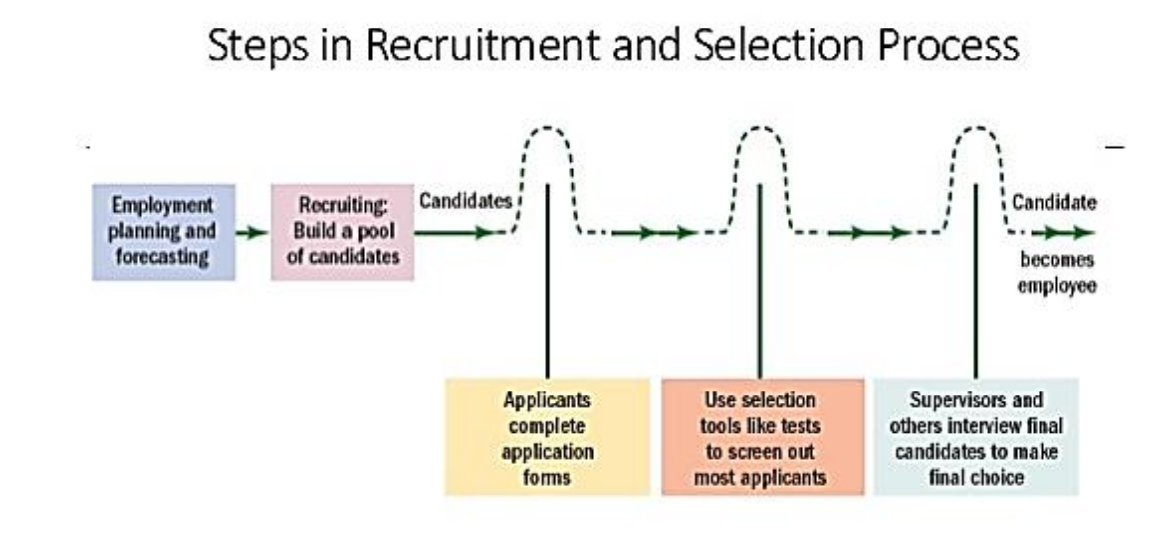 Steps in Recruitment and Selection Process
Employment
planning and
forecasting
Recruiting:
Build a pool
of candidates
Candidates
Candidate
becomes
employee
Applicants
complete
application
forms
Use selection
tools like tests
to screen out
most applicants
Supervisors and
others interview final
candidates to make
final choice